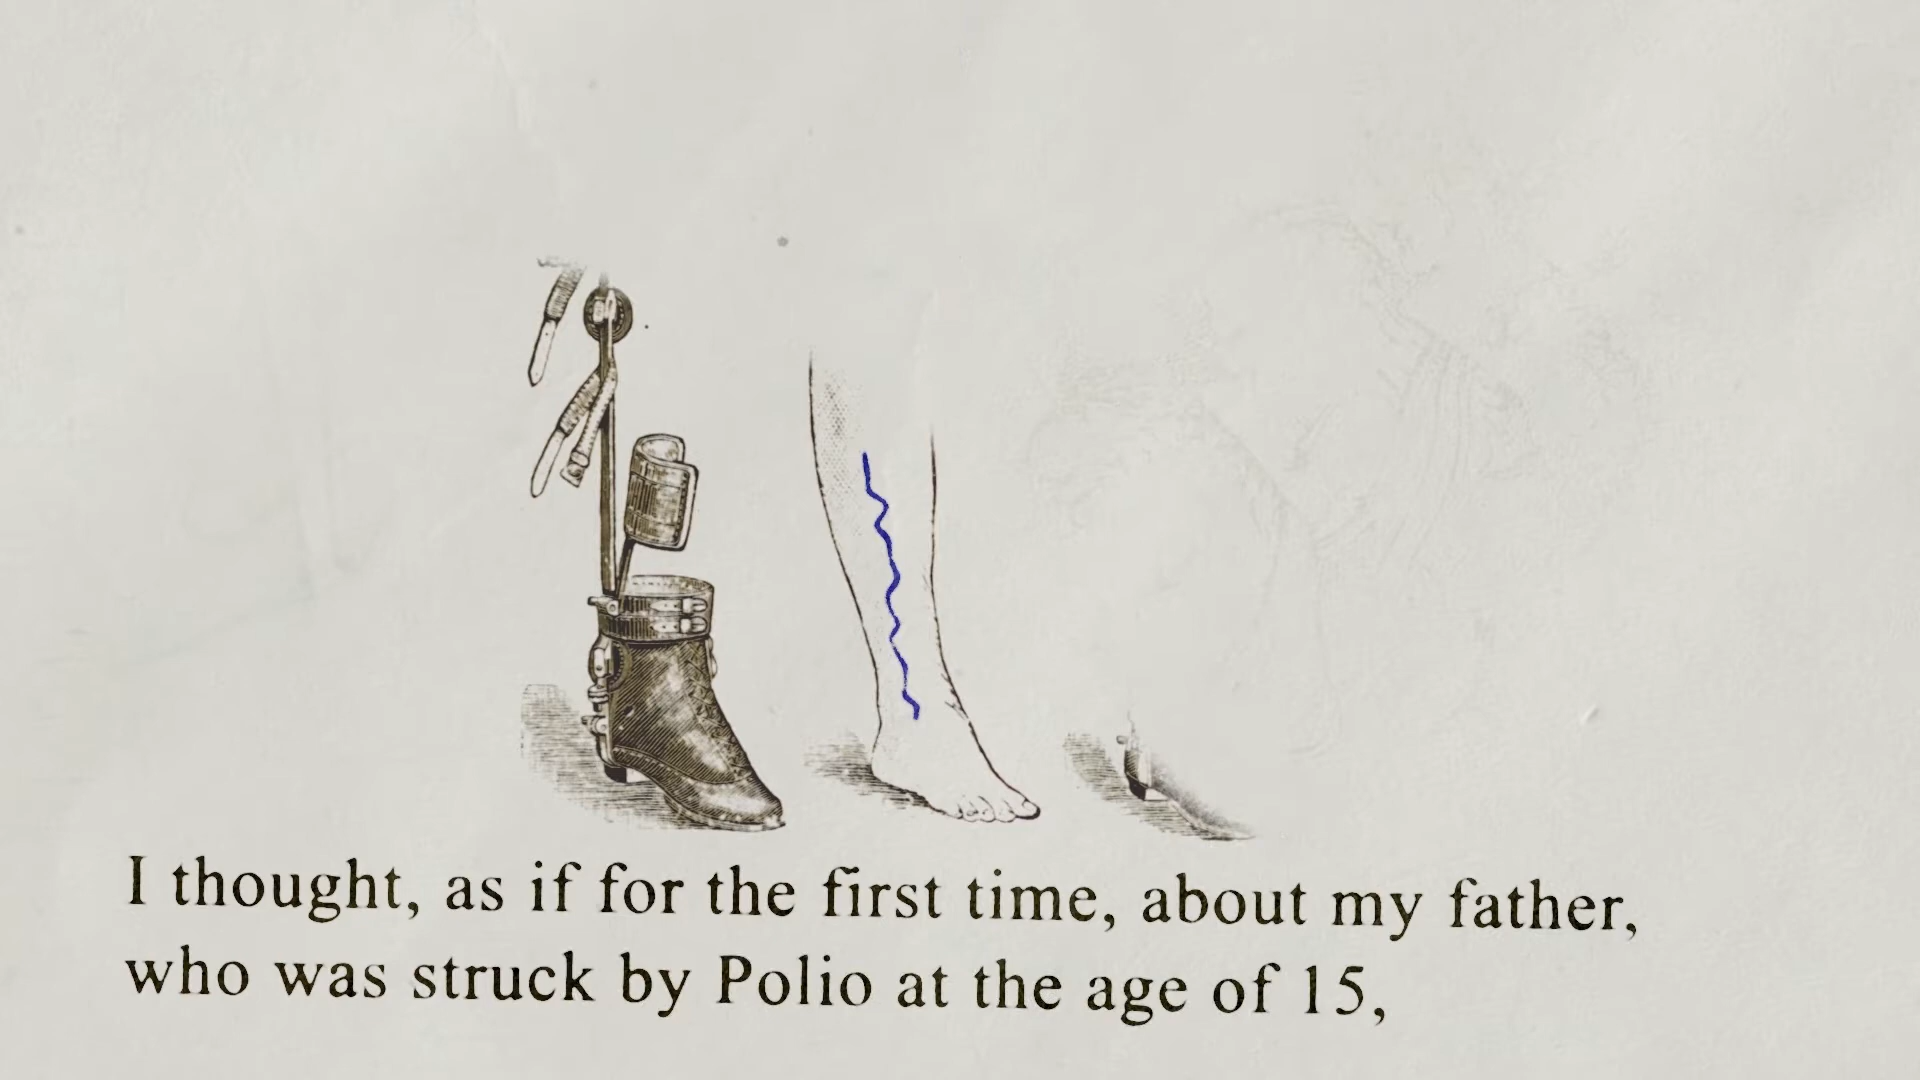 I thought, as if for the first time, about my father,
who was struck by Polio at the age of 15,